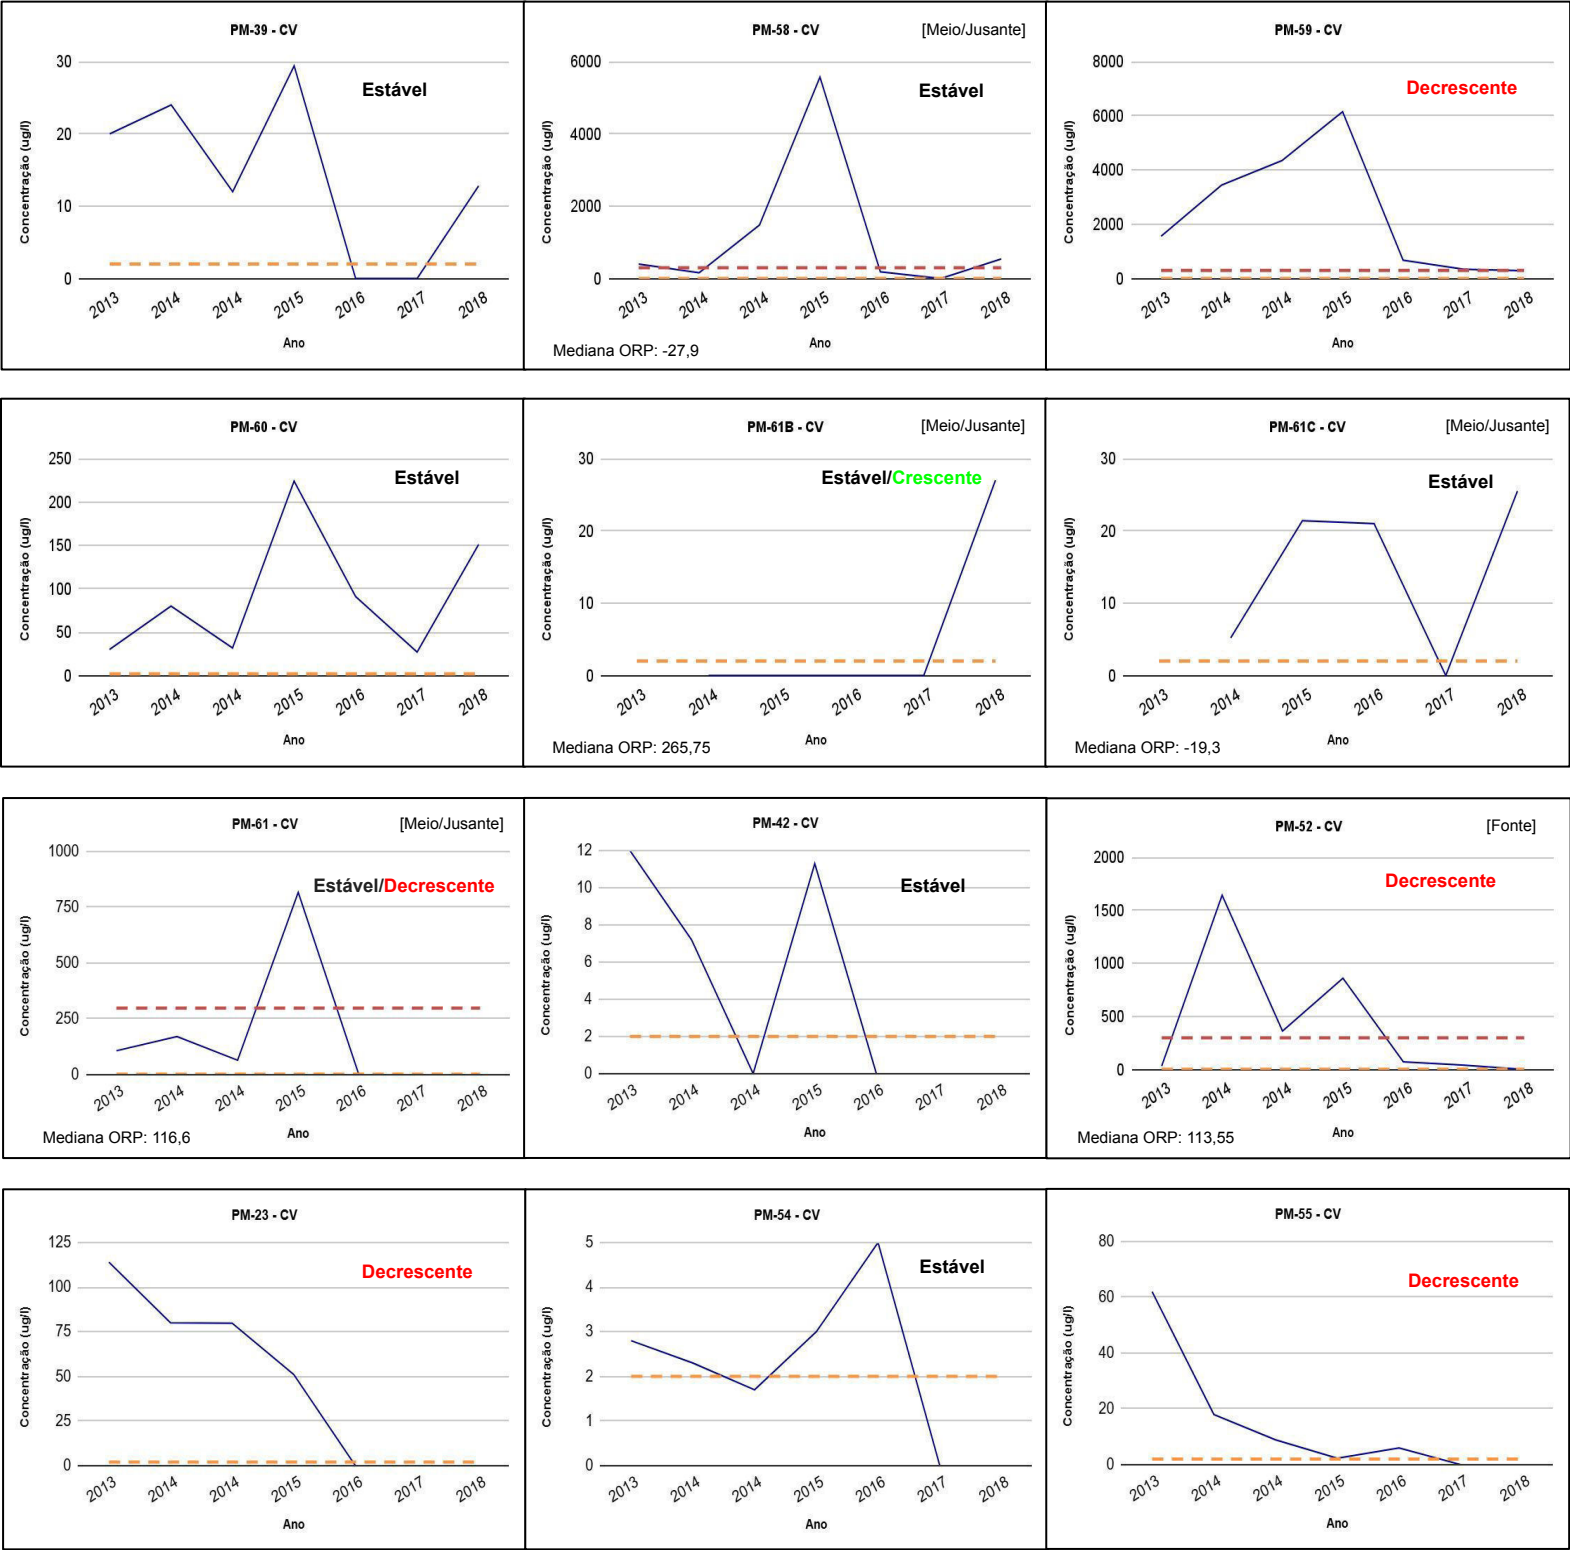 PM-39 - CV
Estável
Concentração (ug/l)
30
20
10
0
2013 2014 2014 2015 2016 2017 2018
Ano
PM-58 - CV [Meio/Jusante]
Estável
Concentração (ug/l)
6000
4000
2000
0
2013 2014 2014 2015 2016 2017 2018
Ano
Mediana ORP: -27,9
PM-59 - CV
Decrescente
Concentração (ug/l)
8000
6000
4000
2000
0
2013 2014 2014 2015 2016 2017 2018
Ano
PM-60 - CV
Estável
Concentração (ug/l)
250
200
150
100
50
0
2013 2014 2014 2015 2016 2017 2018
Ano
PM-61B - CV [Meio/Jusante]
Estável/Crescente
Concentração (ug/l)
30
20
10
0
2013 2014 2015 2016 2017 2018
Ano
Mediana ORP: 265,75
PM-61C - CV [Meio/Jusante]
Estável
Concentração (ug/l)
30
20
10
0
2013 2014 2015 2016 2017 2018
Ano
Mediana ORP: -19,3
PM-61 - CV [Meio/Jusante]
Estável/Decrescente
Concentração (ug/l)
1000
750
500
250
0
2013 2014 2014 2015 2016 2017 2018
Ano
Mediana ORP: 116,6
PM-42 - CV
Estável
Concentração (ug/l)
12
10
8
6
4
2
0
2013 2014 2014 2015 2016 2017 2018
PM-52 - CV [Fonte]
Decrescente
Concentração (ug/l)
2000
1500
1000
500
0
2013 2014 2014 2015 2016 2017 2018
Ano
Mediana ORP: 113,55
PM-23 - CV
Decrescente
Concentração (ug/l)
125
100
75
50
25
0
2013 2014 2014 2015 2016 2017 2018
Ano
PM-54 - CV
Estável
Concentração (ug/l)
5
4
3
2
1
0
2013 2014 2014 2015 2016 2017 2018
Ano
PM-55 - CV
Decrescente
Concentração (ug/l)
80
60
40
20
0
2013 2014 2014 2015 2016 2017 2018
Ano